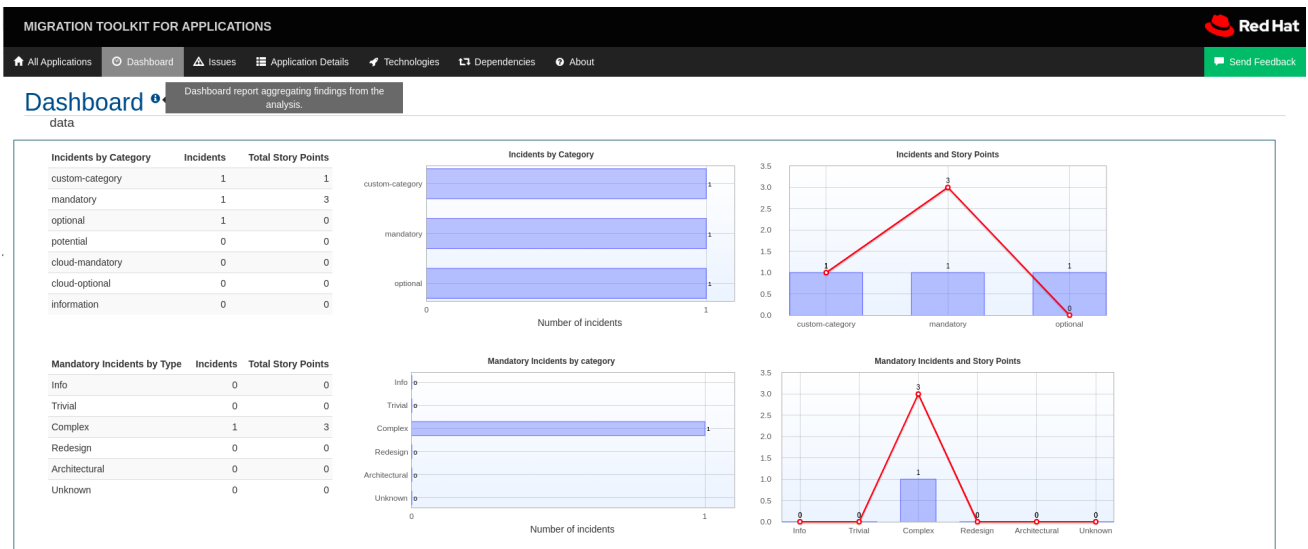 MIGRATION TOOLKIT FOR APPLICATIONS
Red Hat
All Applications Dashboard Issues Application Details Technologies Dependencies About Send Feedback
Dashboard
Dashboard report aggregating findings from the
analysis.
data
Incidents by Category Incidents Total Story Points
custom-category 1 1
mandatory 1 3
optional 1 0
potential 0 0
cloud-mandatory 0 0
cloud-optional 0 0
information 0 0
Incidents by Category
custom-category 1
mandatory 1
optional 1
0 1
Number of incidents
Incidents and Story Points
3.5
3.0
2.5
2.0
1.5
1.0
0.5
0.0
3
1 1 1
0
custom-category mandatory optional
Mandatory Incidents by Type Incidents Total Story Points
Info 0 0
Trivial 0 0
Complex 1 3
Redesign 0 0
Architectural 0 0
Unknown 0 0
Mandatory Incidents by category
Info 0
Trivial 0
Complex 1
Redesign 0
Architectural 0
Unknown 0
0 1
Number of incidents
Mandatory Incidents and Story Points
3.5
3.0
2.5
2.0
1.5
1.0
0.5
0.0
3
1
0 0 0 0 0
Info Trivial Complex Redesign Architectural Unknown